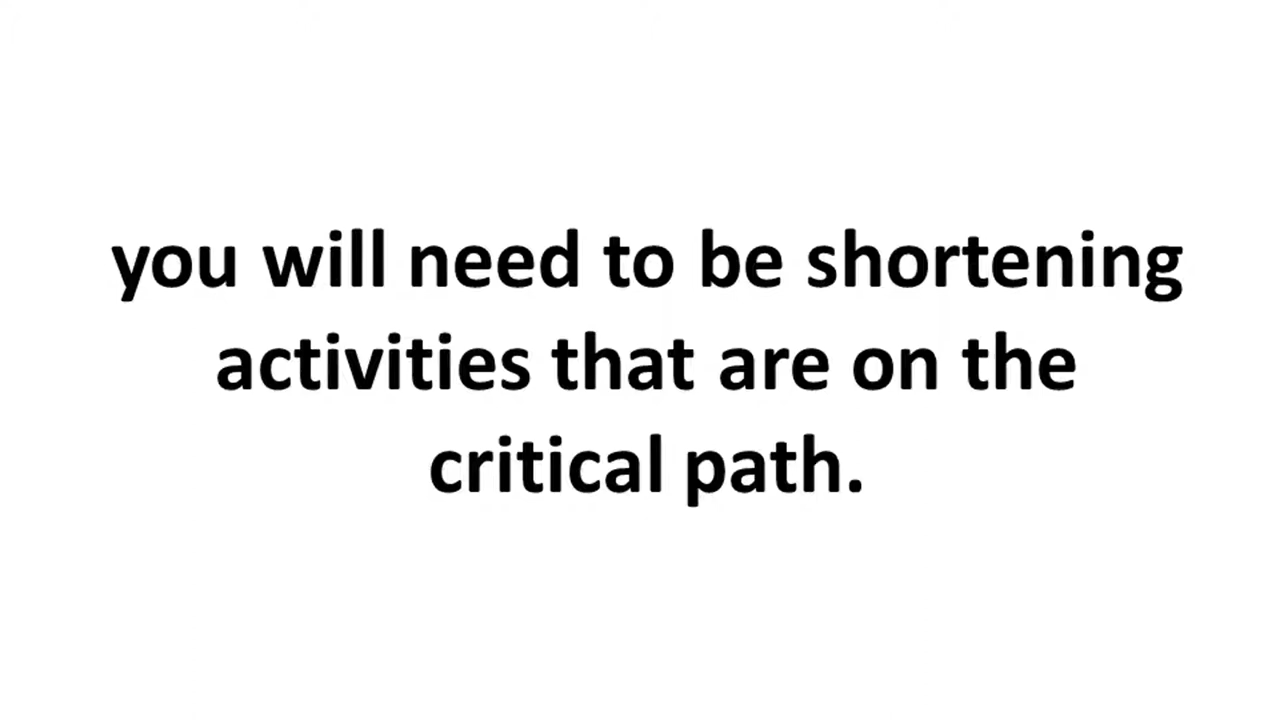 you will need to be shortening
activities that are on the
critical path.